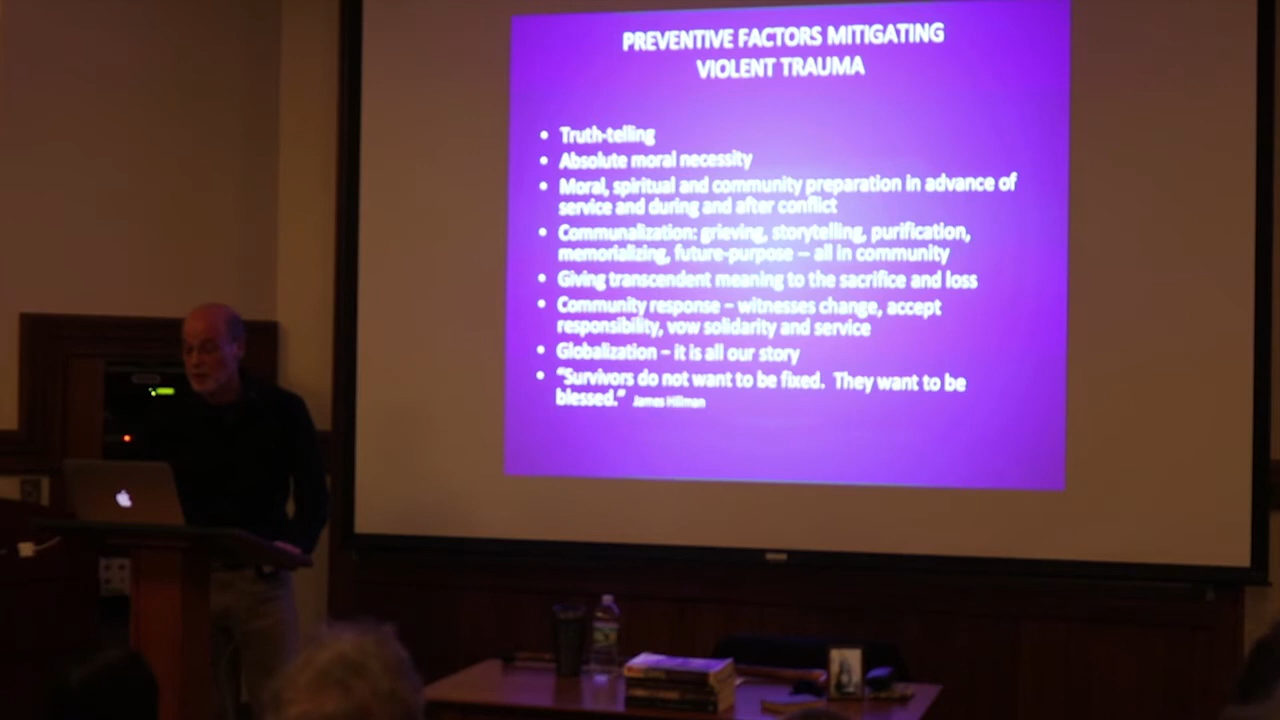 PREVENTIVE FACTORS MITIGATING
VIOLENT TRAUMA
• Truth-telling
• Absolute moral necessity
• Moral, spiritual and community preparation in advance of
service and during and after conflict
• Communalization: grieving, storytelling, purification,
memorializing, future-purpose – all in community
• Giving transcendent meaning to the sacrifice and loss
• Community response – witnesses change, accept
responsibility, vow solidarity and service
• Globalization – it is all our story
• “Survivors do not want to be fixed.  They want to be
blessed.”  James Hillman